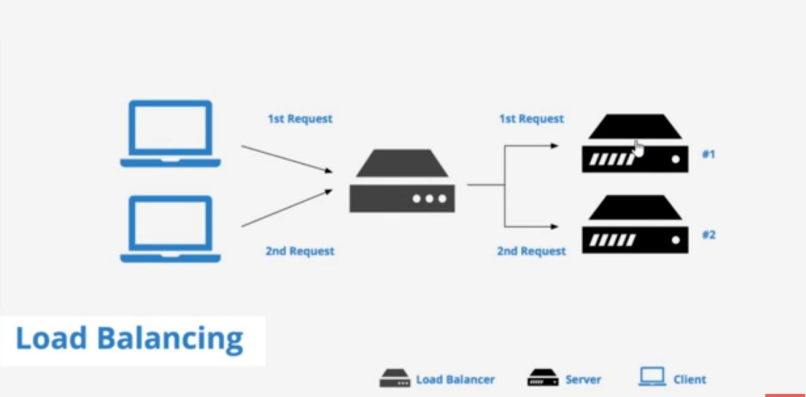 1st Request
1st Request
#1
#2
2nd Request
2nd Request
Load Balancing
Load Balancer
Server
Client